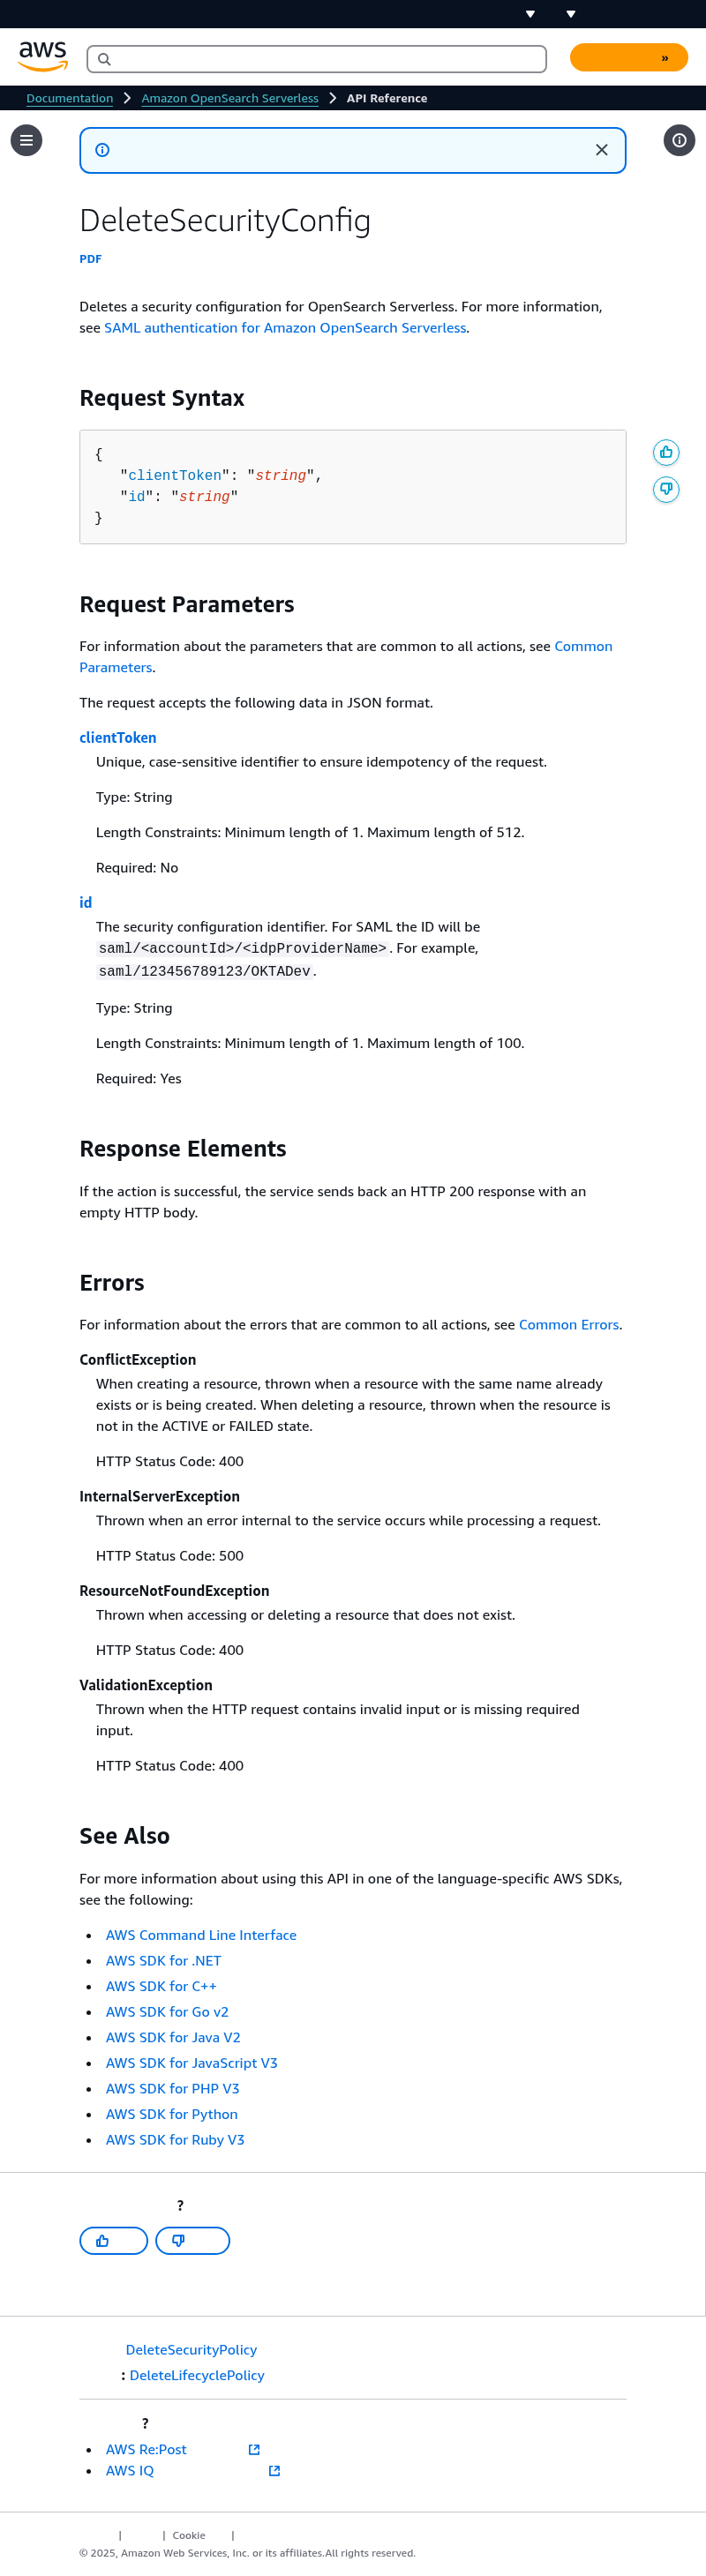 aws
»
Documentation
Amazon OpenSearch Serverless
API Reference
DeleteSecurityConfig
PDF
Deletes a security configuration for OpenSearch Serverless. For more information,
see SAML authentication for Amazon OpenSearch Serverless.
Request Syntax
{
"clientToken": "string",
"id": "string"
}
Request Parameters
For information about the parameters that are common to all actions, see Common
Parameters.
The request accepts the following data in JSON format.
clientToken
Unique, case-sensitive identifier to ensure idempotency of the request.
Type: String
Length Constraints: Minimum length of 1. Maximum length of 512.
Required: No
id
The security configuration identifier. For SAML the ID will be
saml/<accountId>/<idpProviderName>. For example,
saml/123456789123/OKTADev.
Type: String
Length Constraints: Minimum length of 1. Maximum length of 100.
Required: Yes
Response Elements
If the action is successful, the service sends back an HTTP 200 response with an
empty HTTP body.
Errors
For information about the errors that are common to all actions, see Common Errors.
ConflictException
When creating a resource, thrown when a resource with the same name already
exists or is being created. When deleting a resource, thrown when the resource is
not in the ACTIVE or FAILED state.
HTTP Status Code: 400
InternalServerException
Thrown when an error internal to the service occurs while processing a request.
HTTP Status Code: 500
ResourceNotFoundException
Thrown when accessing or deleting a resource that does not exist.
HTTP Status Code: 400
ValidationException
Thrown when the HTTP request contains invalid input or is missing required
input.
HTTP Status Code: 400
See Also
For more information about using this API in one of the language-specific AWS SDKs,
see the following:
• AWS Command Line Interface
• AWS SDK for .NET
• AWS SDK for C++
• AWS SDK for Go v2
• AWS SDK for Java V2
• AWS SDK for JavaScript V3
• AWS SDK for PHP V3
• AWS SDK for Python
• AWS SDK for Ruby V3
?
DeleteSecurityPolicy
: DeleteLifecyclePolicy
?
• AWS Re:Post
• AWS IQ
| | Cookie |
© 2025, Amazon Web Services, Inc. or its affiliates.All rights reserved.